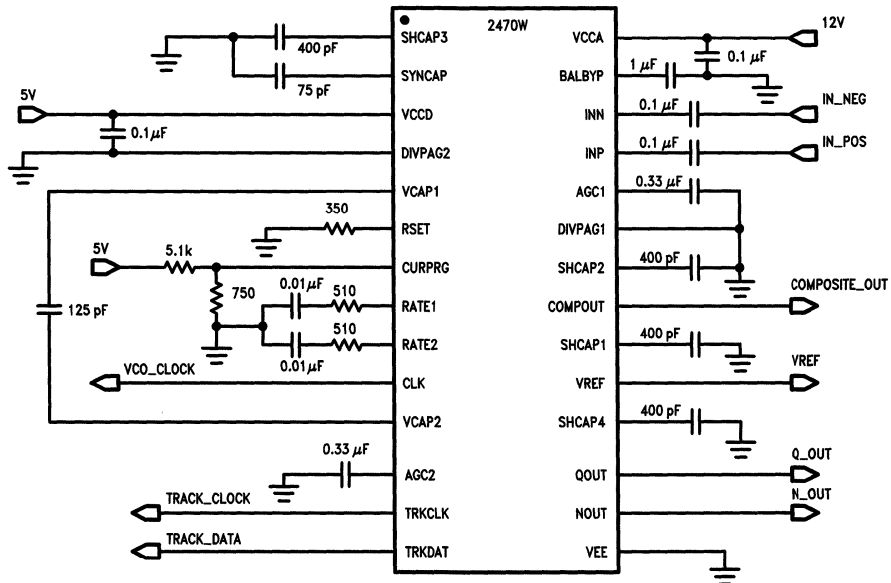 2470W
SHCAP3
400 pF
SYNCAP
75 pF
5V
VCCD
0.1 µF
DIVPAG2
VCAP1
350
RSET
5V
5.1k
CURPRG
750
0.01 µF
510
RATE1
510
RATE2
0.01 µF
125 pF
VCO_CLOCK
CLK
VCAP2
0.33 µF
AGC2
TRACK_CLOCK
TRKCLK
TRACK_DATA
TRKDAT
VCCA
12V
0.1 µF
BALBYP
1 µF
INN
0.1 µF
IN_NEG
INP
0.1 µF
IN_POS
AGC1
0.33 µF
DIVPAG1
SHCAP2
400 pF
COMPOUT
COMPOSITE_OUT
SHCAP1
400 pF
VREF
VREF
SHCAP4
400 pF
QOUT
Q_OUT
NOUT
N_OUT
VEE